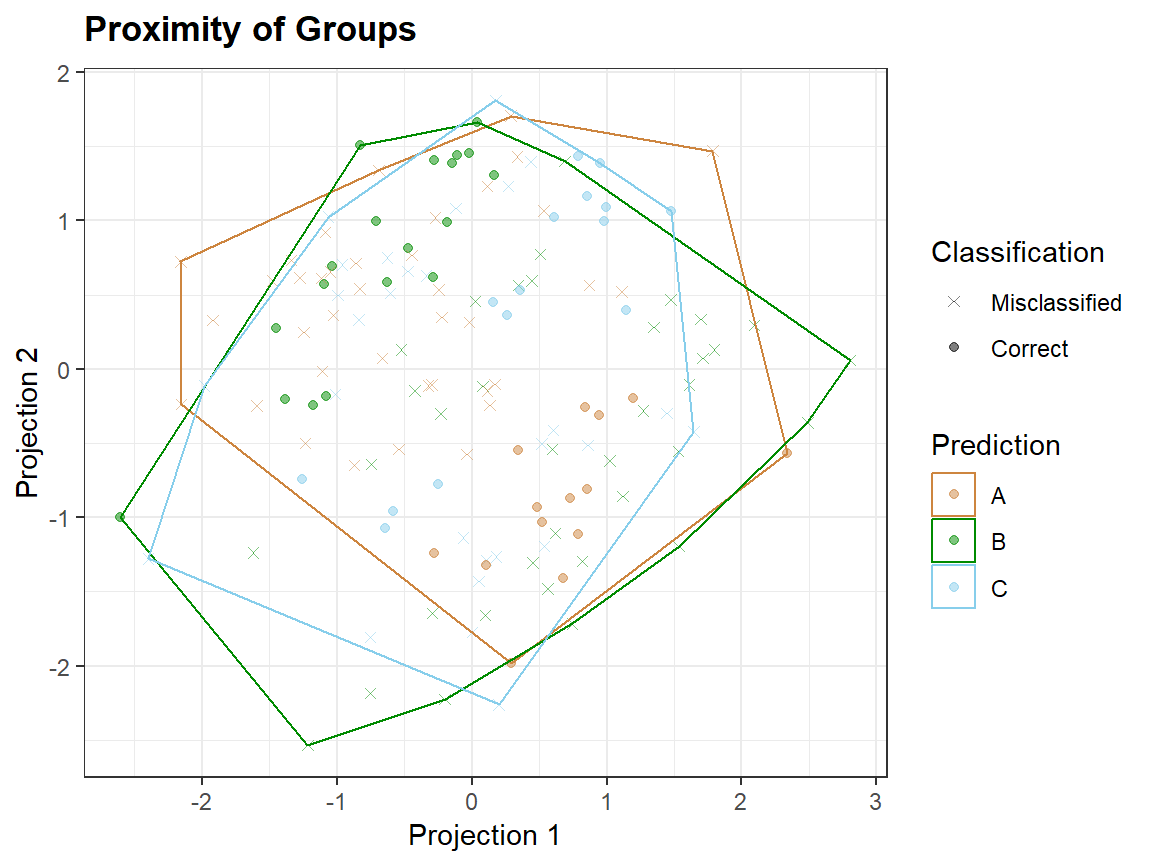 Proximity of Groups
2
1
0
-1
-2
Projection 2
-2
-1
0
1
2
3
Projection 1
Classification
Misclassified
Correct
Prediction
A
B
C